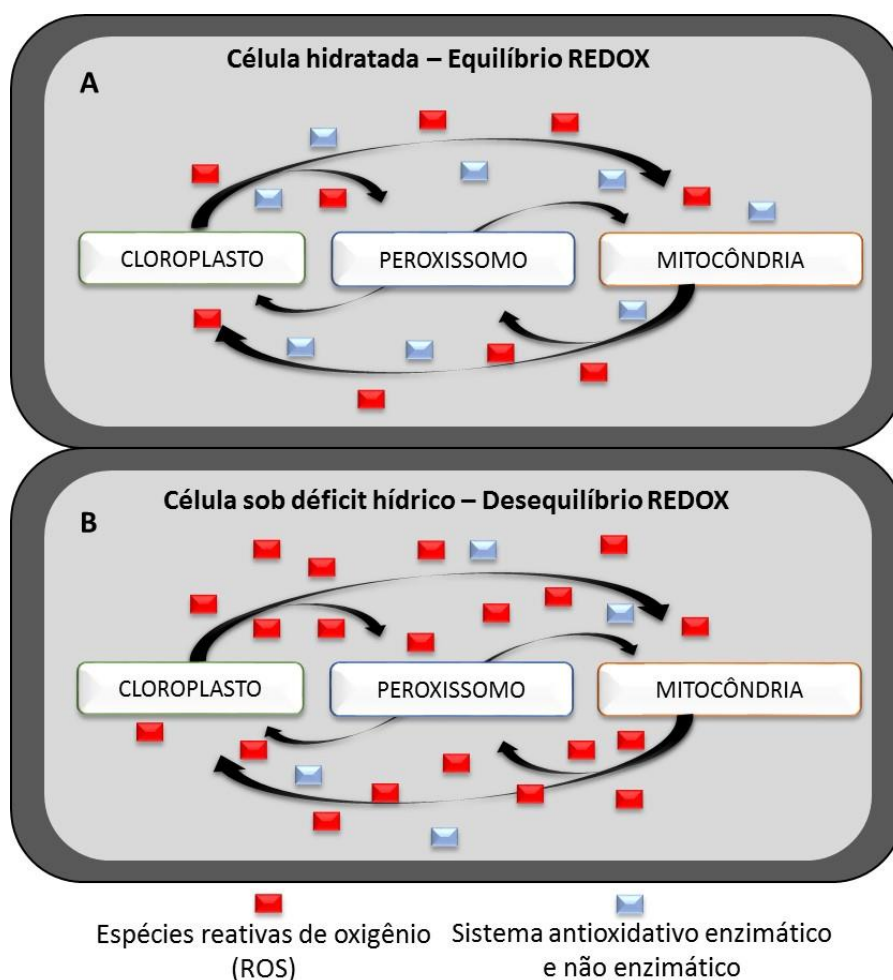 Célula hidratada – Equilíbrio REDOX
A
CLOROPLASTO
PEROXISSOMO
MITOCÔNDRIA
Célula sob déficit hídrico – Desequilíbrio REDOX
B
CLOROPLASTO
PEROXISSOMO
MITOCÔNDRIA
Espécies reativas de oxigênio
(ROS)
Sistema antioxidativo enzimático
e não enzimático